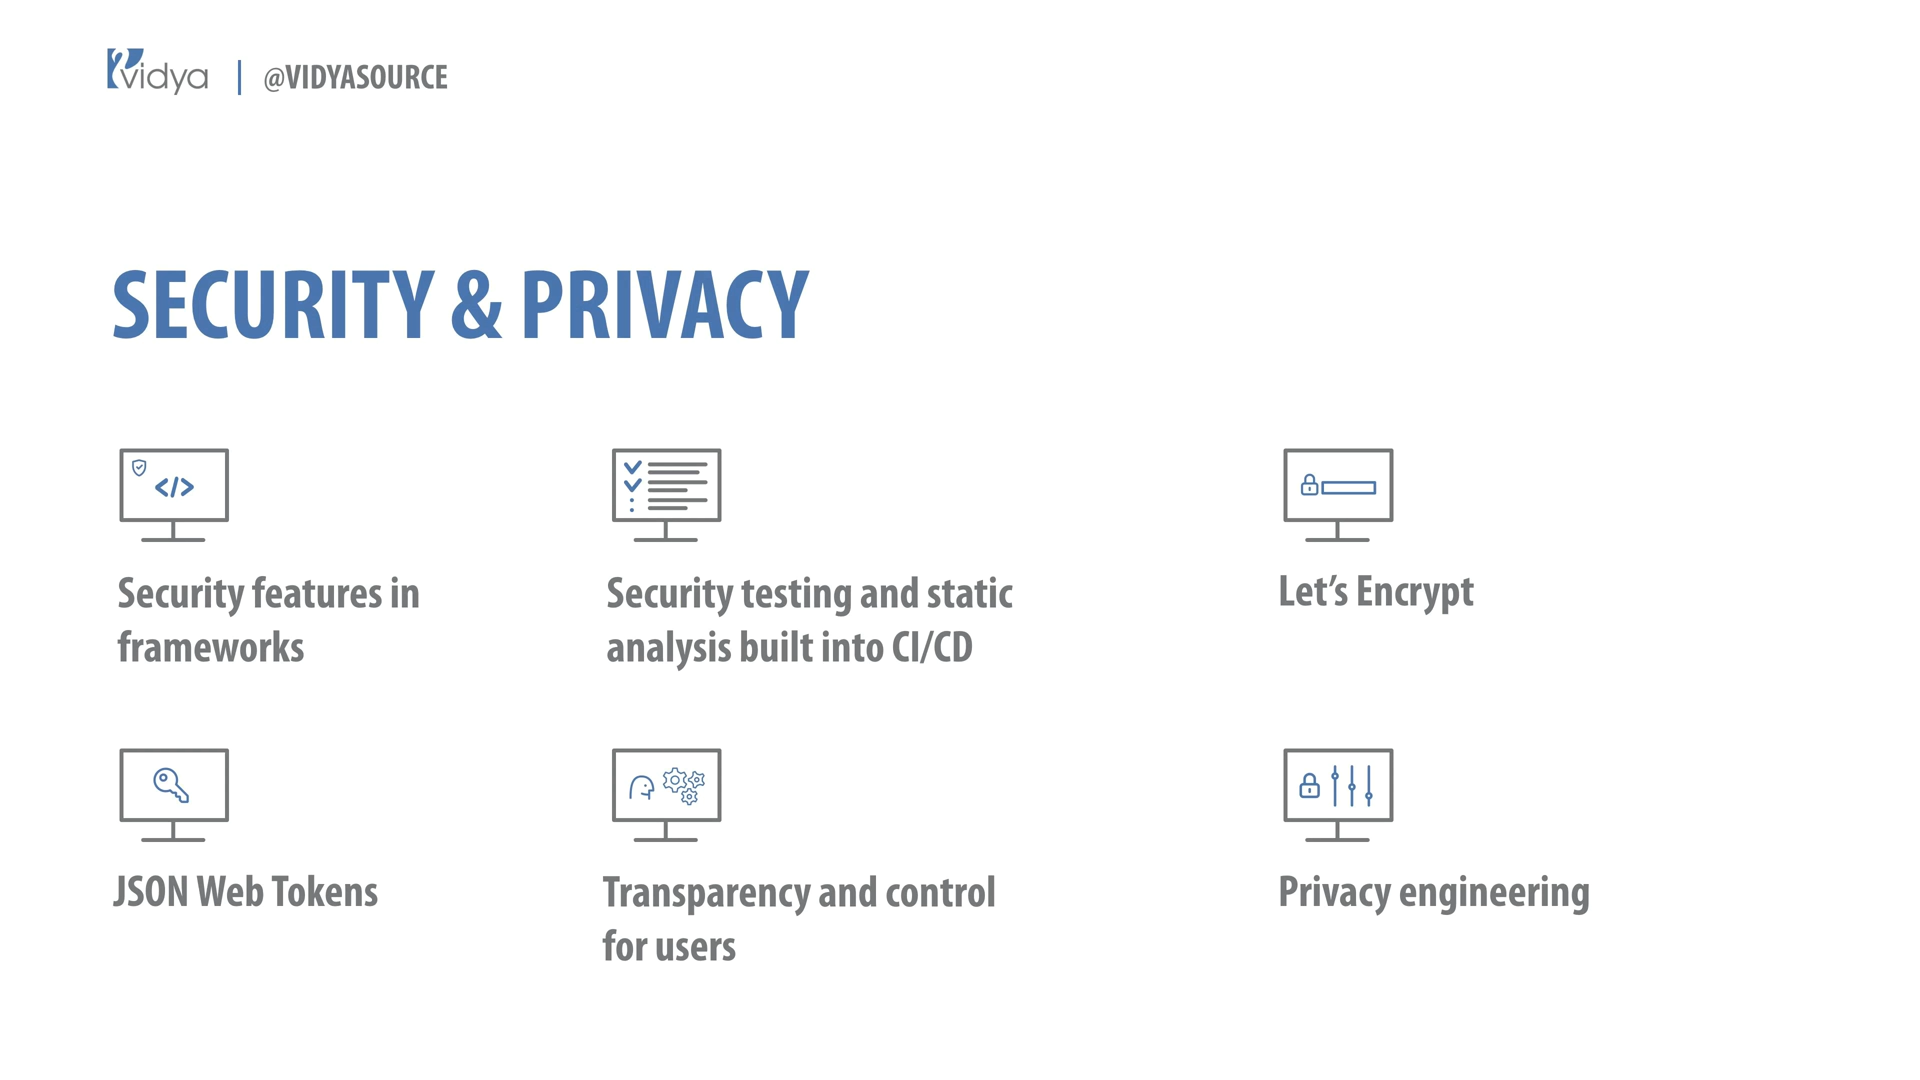 vidya | @VIDYASOURCE
SECURITY & PRIVACY
</>
Security features in
frameworks
Security testing and static
analysis built into CI/CD
Let’s Encrypt
JSON Web Tokens
Transparency and control
for users
Privacy engineering